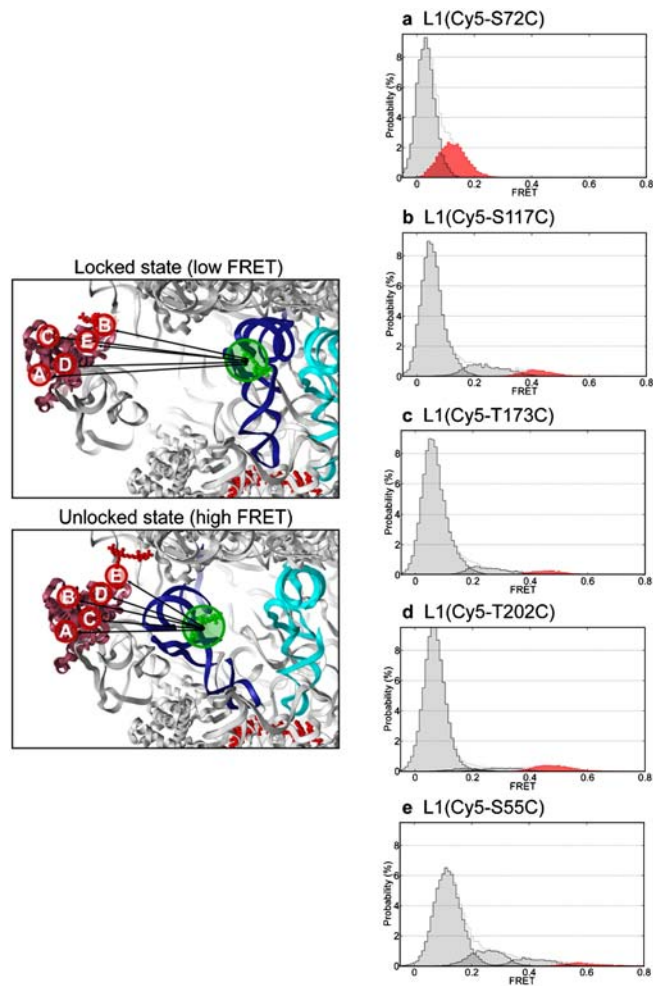 a L1(Cy5-S72C)
Probability (%)
8
6
4
2
0
0 0.2 0.4 0.6 0.8
FRET
b L1(Cy5-S117C)
Probability (%)
8
6
4
2
0
0 0.2 0.4 0.6 0.8
FRET
Locked state (low FRET)
B
C
E
D
A
c L1(Cy5-T173C)
Probability (%)
8
6
4
2
0
0 0.2 0.4 0.6 0.8
FRET
Unlocked state (high FRET)
E
D
B
C
A
d L1(Cy5-T202C)
Probability (%)
8
6
4
2
0
0 0.2 0.4 0.6 0.8
FRET
e L1(Cy5-S55C)
Probability (%)
8
6
4
2
0
0 0.2 0.4 0.6 0.8
FRET